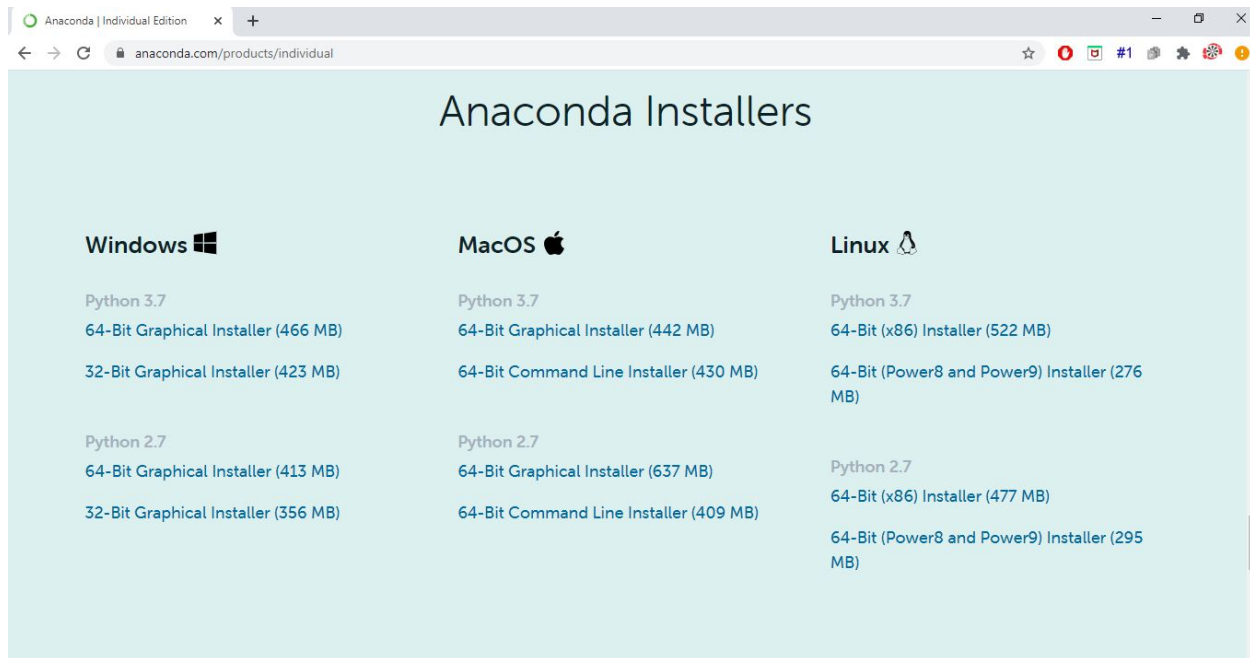 Anaconda | Individual Edition
anaconda.com/products/individual
#1
Anaconda Installers
Windows
Python 3.7
64-Bit Graphical Installer (466 MB)
32-Bit Graphical Installer (423 MB)
Python 2.7
64-Bit Graphical Installer (413 MB)
32-Bit Graphical Installer (356 MB)
MacOS
Python 3.7
64-Bit Graphical Installer (442 MB)
64-Bit Command Line Installer (430 MB)
Python 2.7
64-Bit Graphical Installer (637 MB)
64-Bit Command Line Installer (409 MB)
Linux
Python 3.7
64-Bit (x86) Installer (522 MB)
64-Bit (Power8 and Power9) Installer (276
MB)
Python 2.7
64-Bit (x86) Installer (477 MB)
64-Bit (Power8 and Power9) Installer (295
MB)